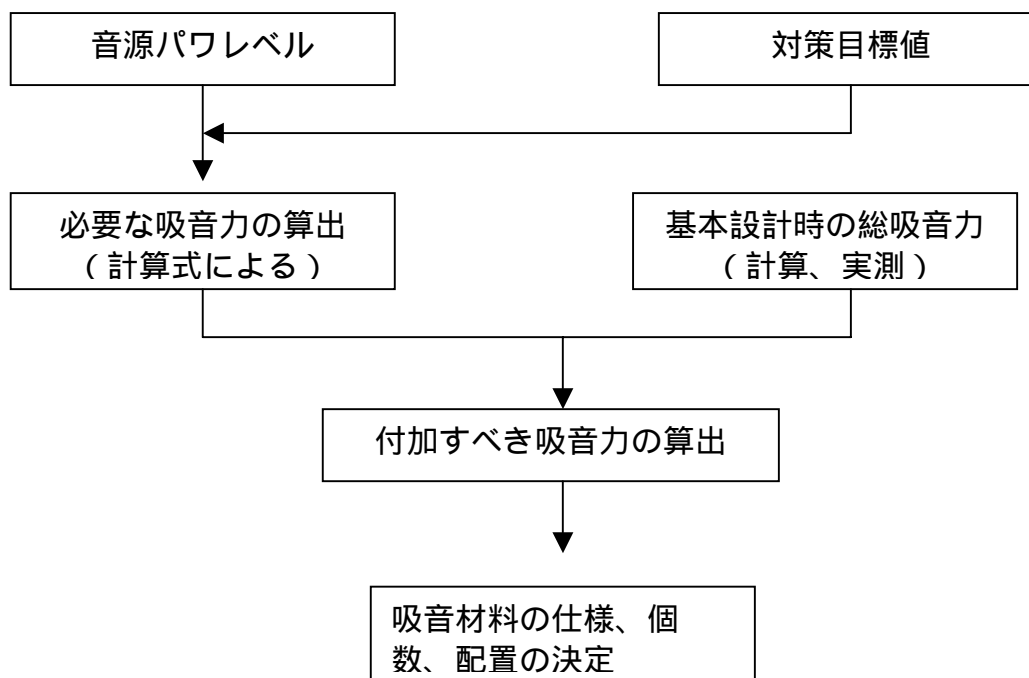 音源パワレベル
対策目標値
必要な吸音力の算出
(計算式による)
基本設計時の総吸音力
(計算、実測)
付加すべき吸音力の算出
吸音材料の仕様、個
数、配置の決定